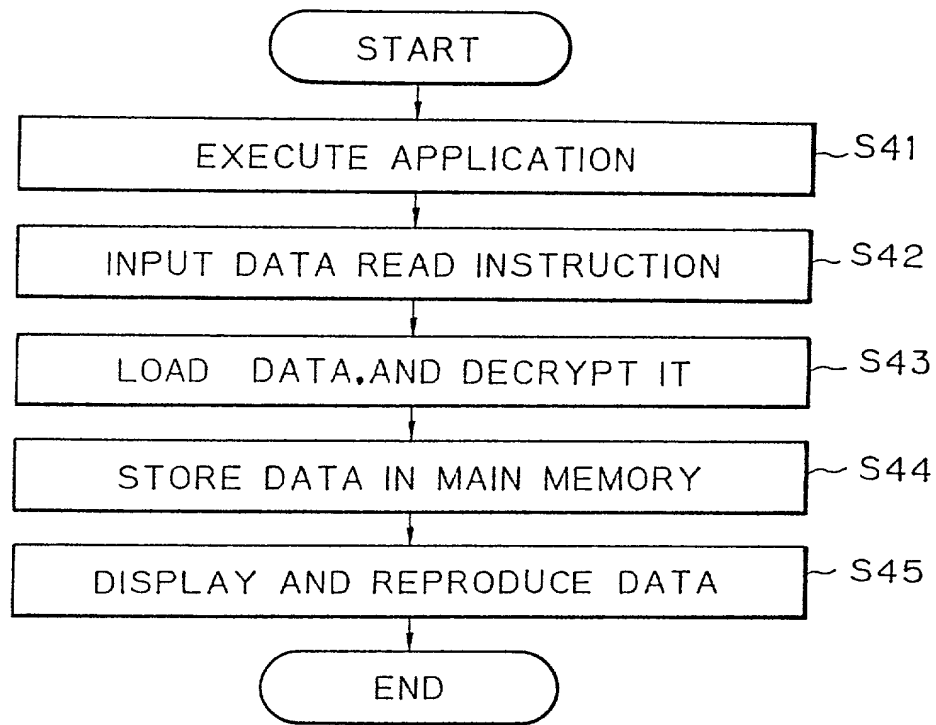 START
EXECUTE APPLICATION
S41
INPUT DATA READ INSTRUCTION
S42
LOAD DATA.AND DECRYPT IT
S43
STORE DATA IN MAIN MEMORY
S44
DISPLAY AND REPRODUCE DATA
S45
END